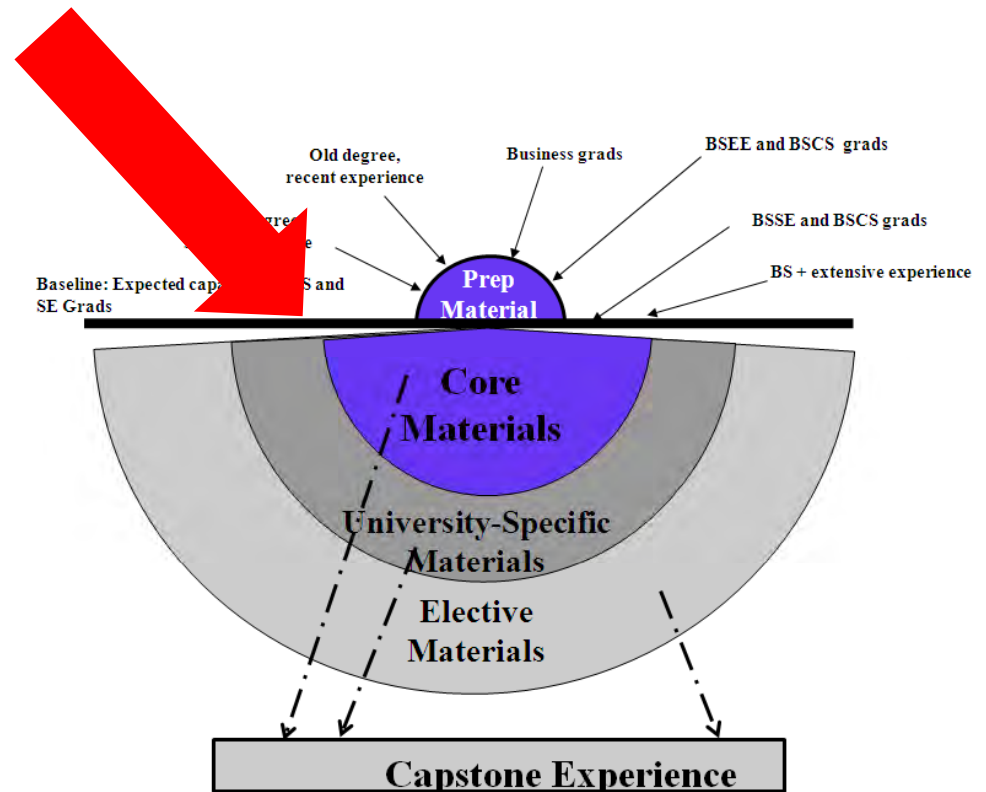 Old degree,
recent experience
Business grads
BSEE and BSCS grads
BSSE and BSCS grads
BS + extensive experience
Baseline: Expected and
SE Grads
Prep
Material
Core
Materials
University-Specific
Materials
Elective
Materials
Capstone Experience